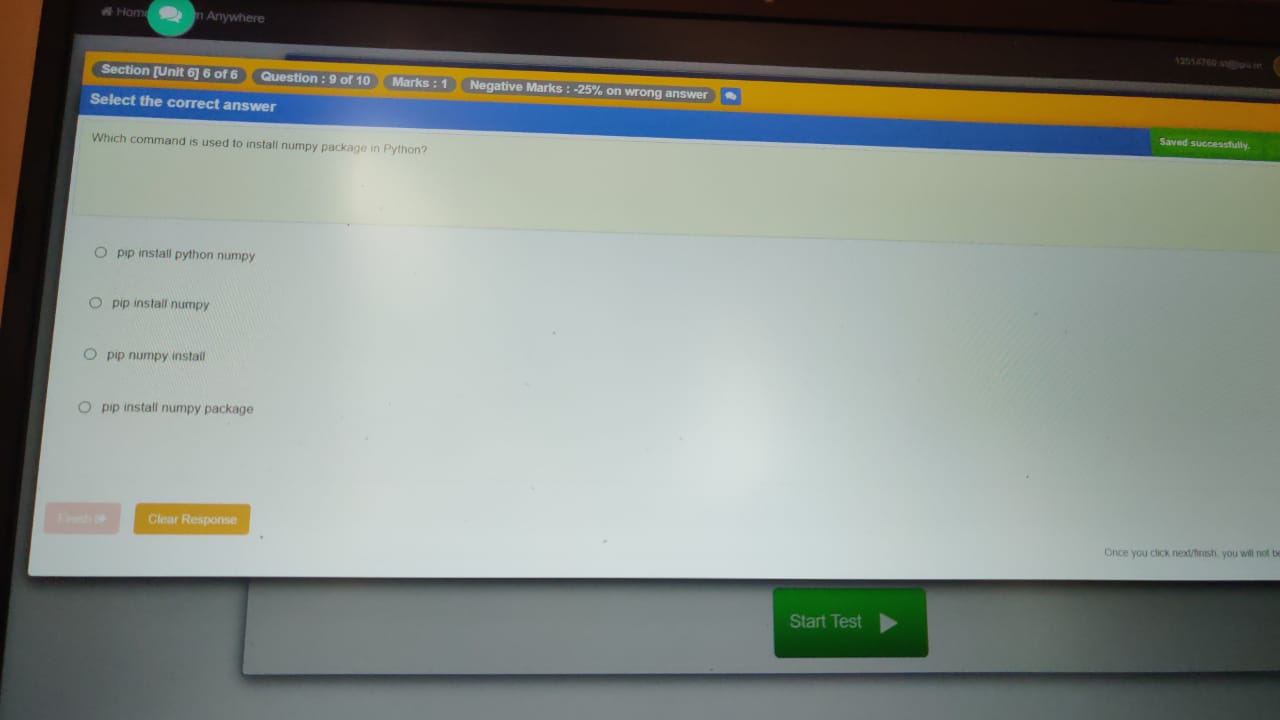 Home
n Anywhere
Section [Unit 6] 6 of 6 Question : 9 of 10 Marks : 1 Negative Marks : -25% on wrong answer
Select the correct answer
Saved successfully.
Which command is used to install numpy package in Python?
pip install python numpy
pip install numpy
pip numpy install
pip install numpy package
Finish
Clear Response
Once you click next/finish, you will not be
Start Test